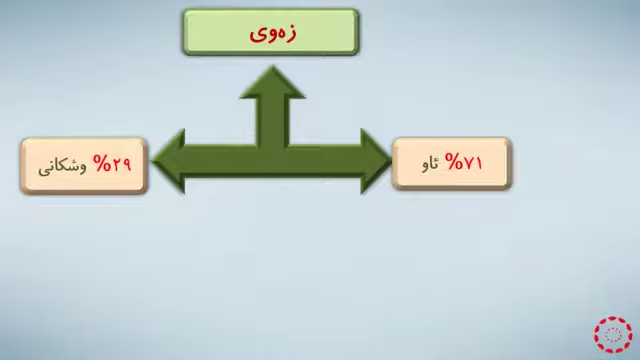 زەوی
%٧١ ئاو
%٢٩ وشکانی